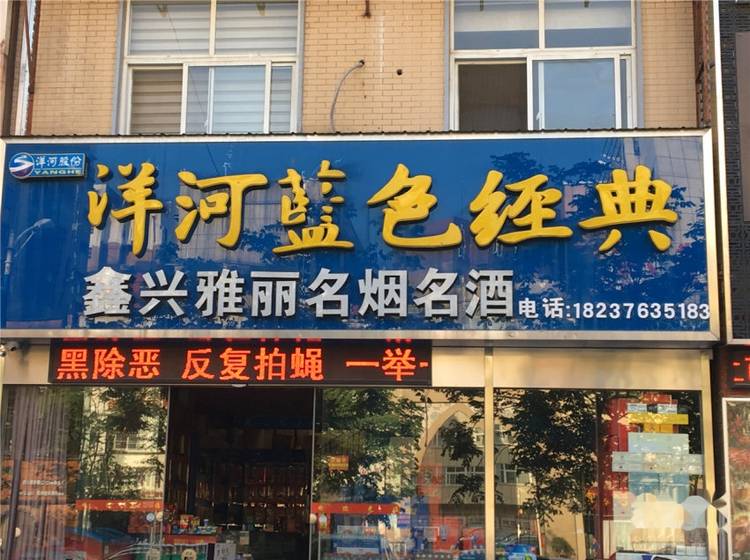 洋河股份
YANGHE
洋河蓝色经典
鑫兴雅丽名烟名酒 电话:18237635183
黑除恶 反复拍蝇 一举